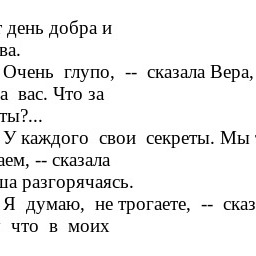 день добра и
ва.
Очень глупо, -- сказала Вера,
а вас. Что за
ты?...
У каждого свои секреты. Мы
аем, -- сказала
ша разгорячаясь.
Я думаю, не трогаете, -- сказ
что в моих